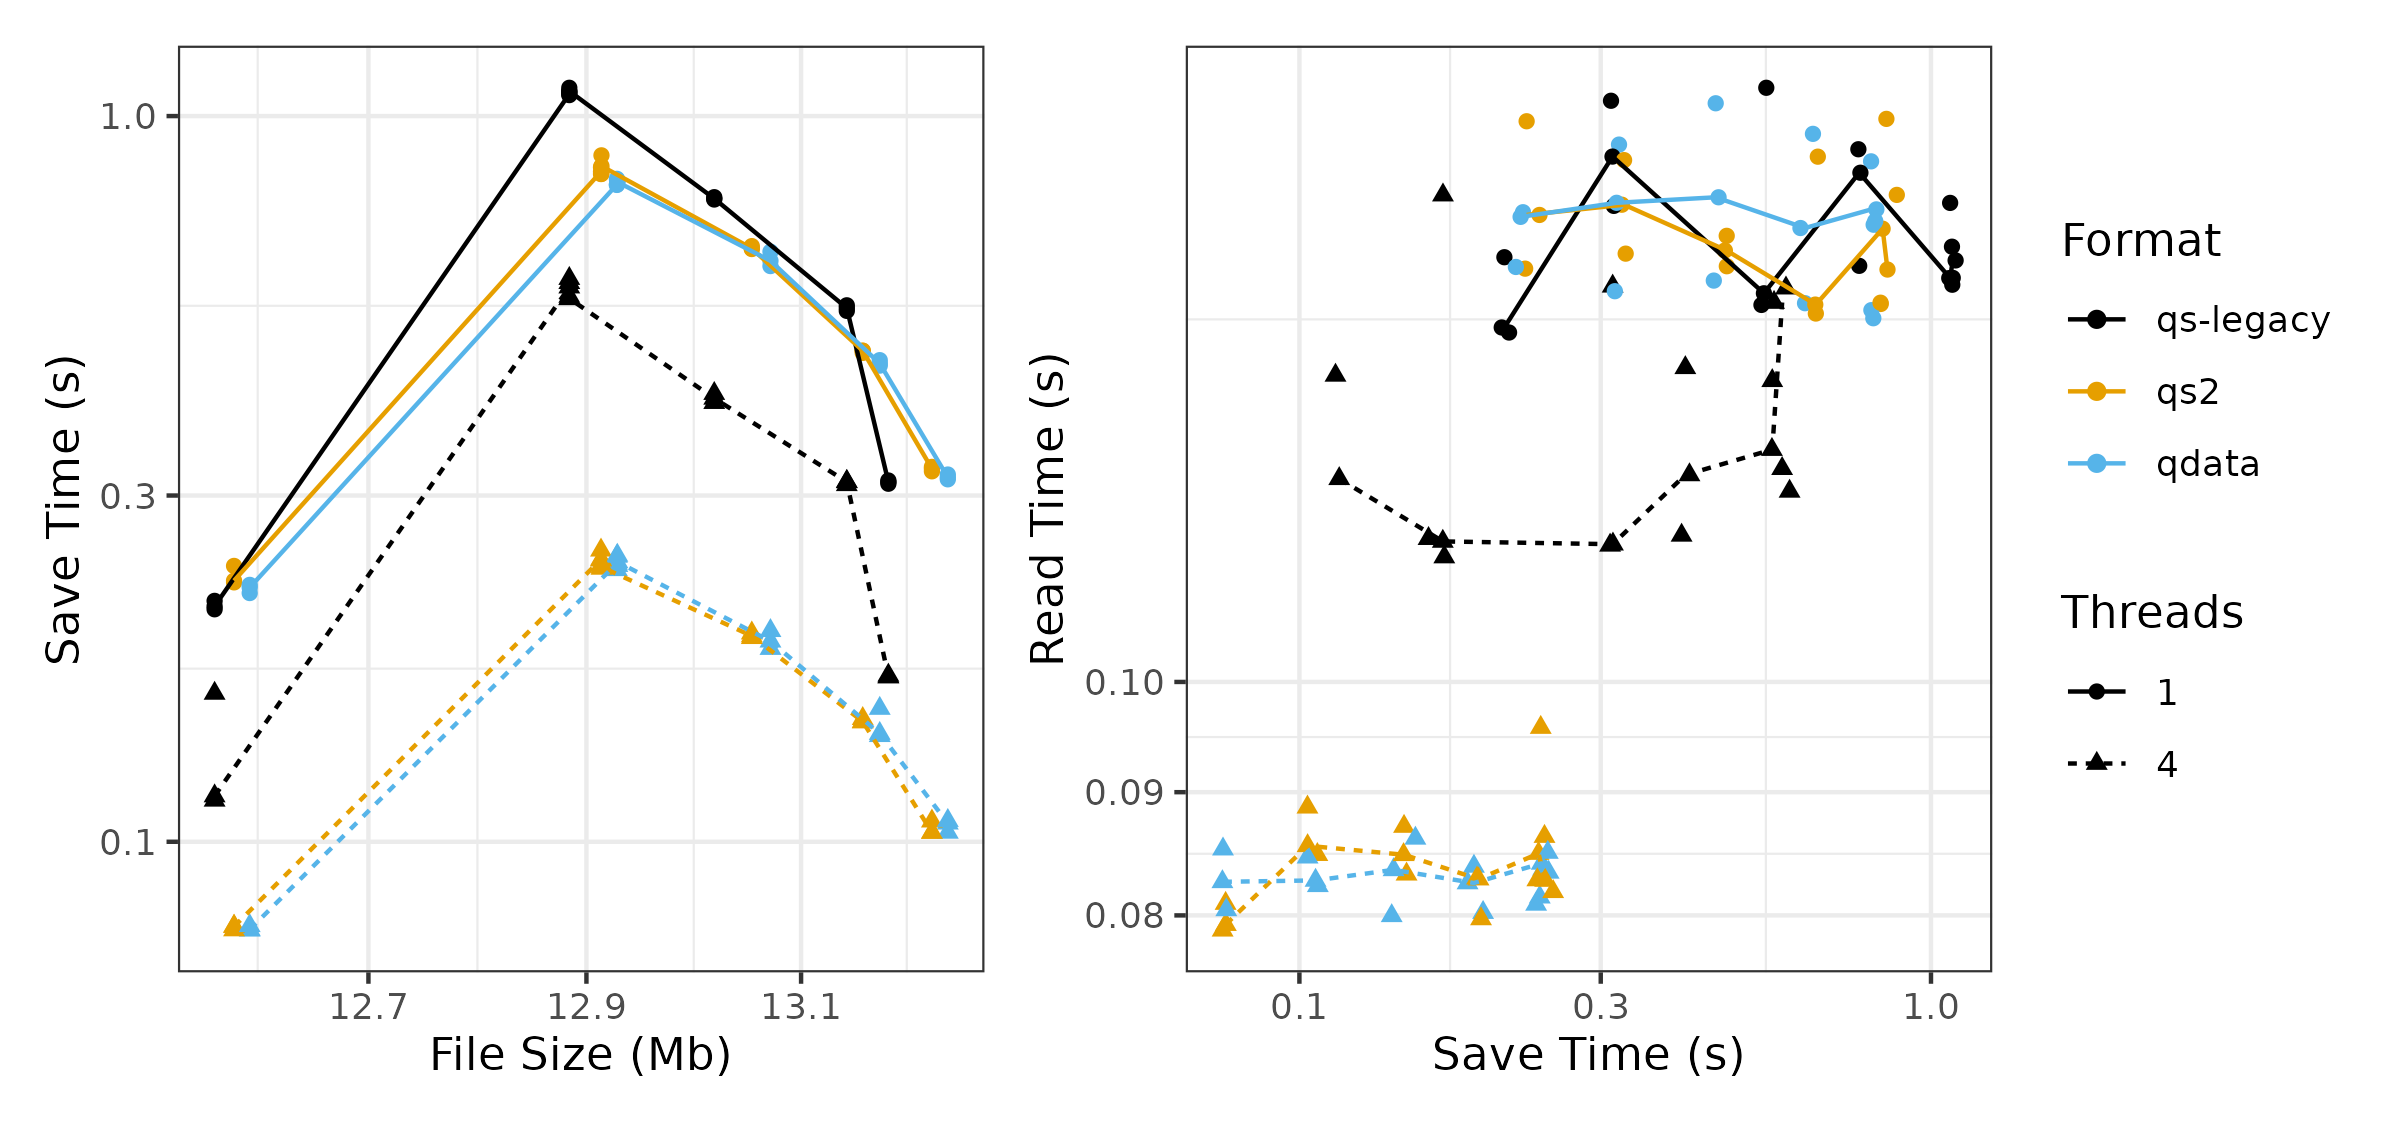 Save Time (s)
1.0
0.3
0.1
12.7 12.9 13.1
File Size (Mb)
Read Time (s)
0.10
0.09
0.08
0.1 0.3 1.0
Save Time (s)
Format
qs-legacy
qs2
qdata
Threads
1
4